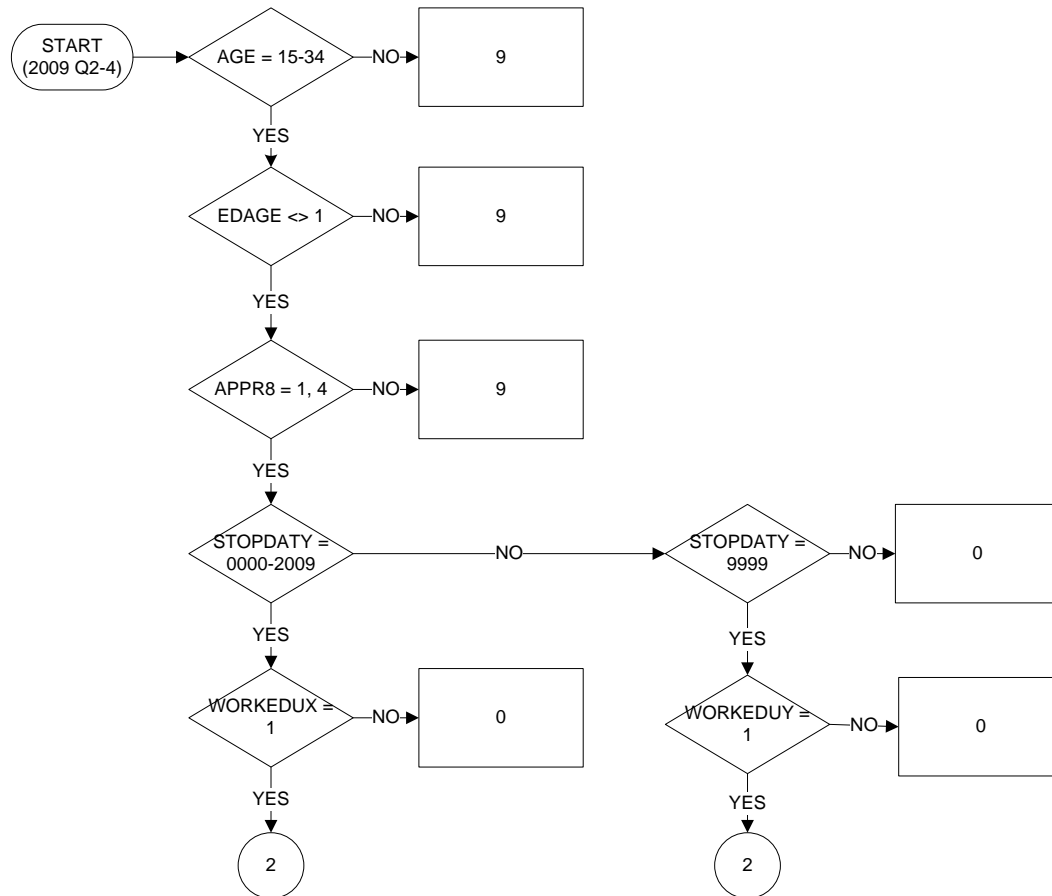 START
(2009 Q2-4)
AGE = 15-34
NO
9
YES
EDAGE <> 1
NO
9
YES
APPR8 = 1, 4
NO
9
YES
STOPDATY =
0000-2009
NO
STOPDATY =
9999
NO
0
YES
YES
WORKEDUX =
1
NO
0
WORKEDUY =
1
NO
0
YES
YES
2
2